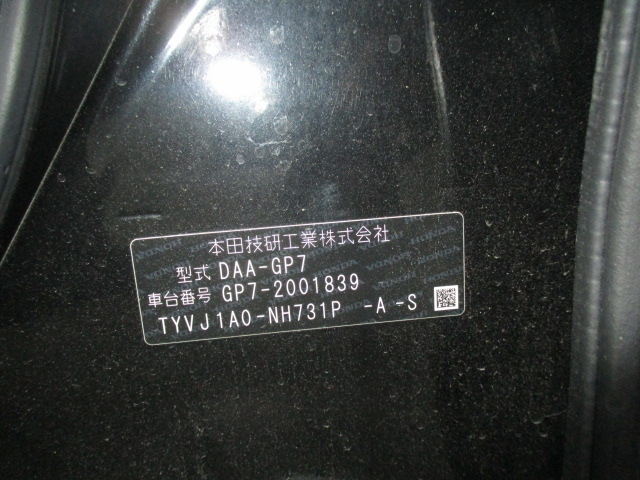 本田技研工業株式会社
型式 DAA-GP7
車台番号 GP7-2001839
TYVJ1A0-NH731P -A -S